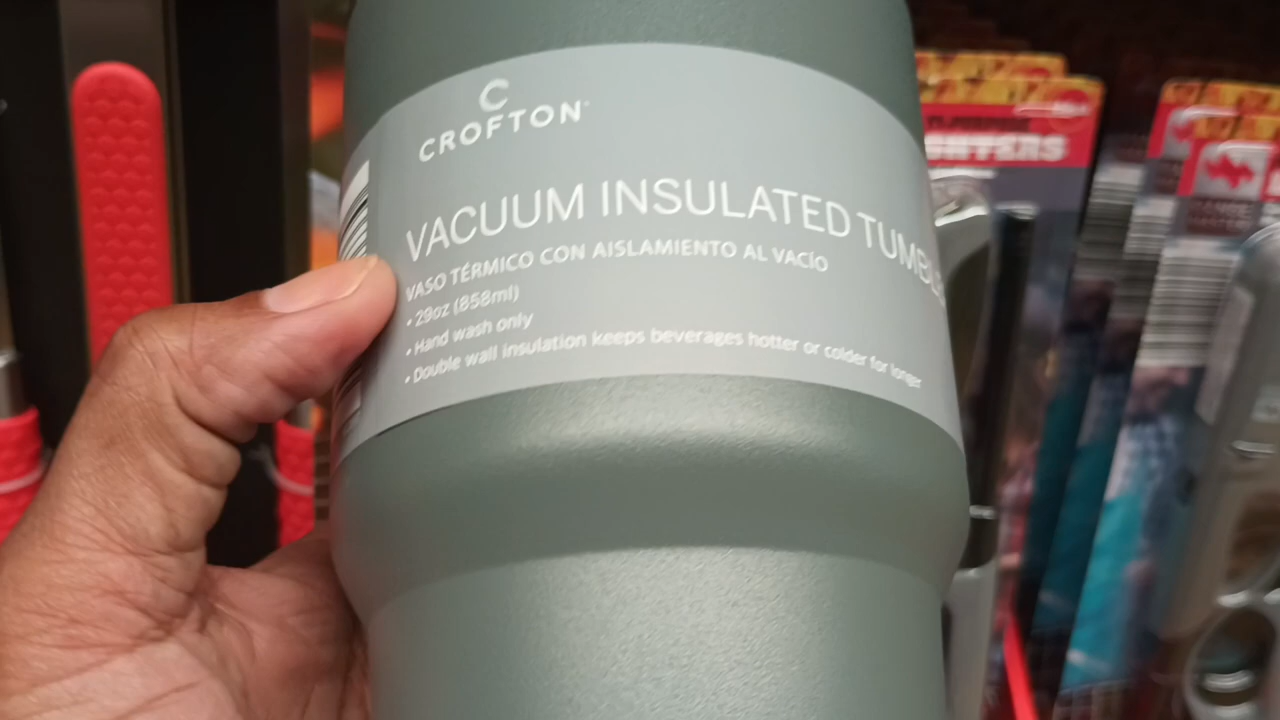 CROFTON
VACUUM INSULATED TUMBLE
VASO TÉRMICO CON AISLAMIENTO AL VACÍO
• 29oz (858ml)
• Hand wash only
• Double wall insulation keeps beverages hotter or colder for longer